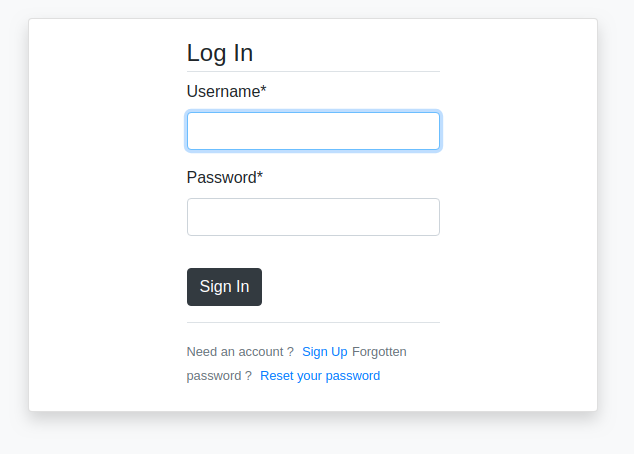 Log In
Username*
Password*
Sign In
Need an account ? Sign Up Forgotten
password ? Reset your password